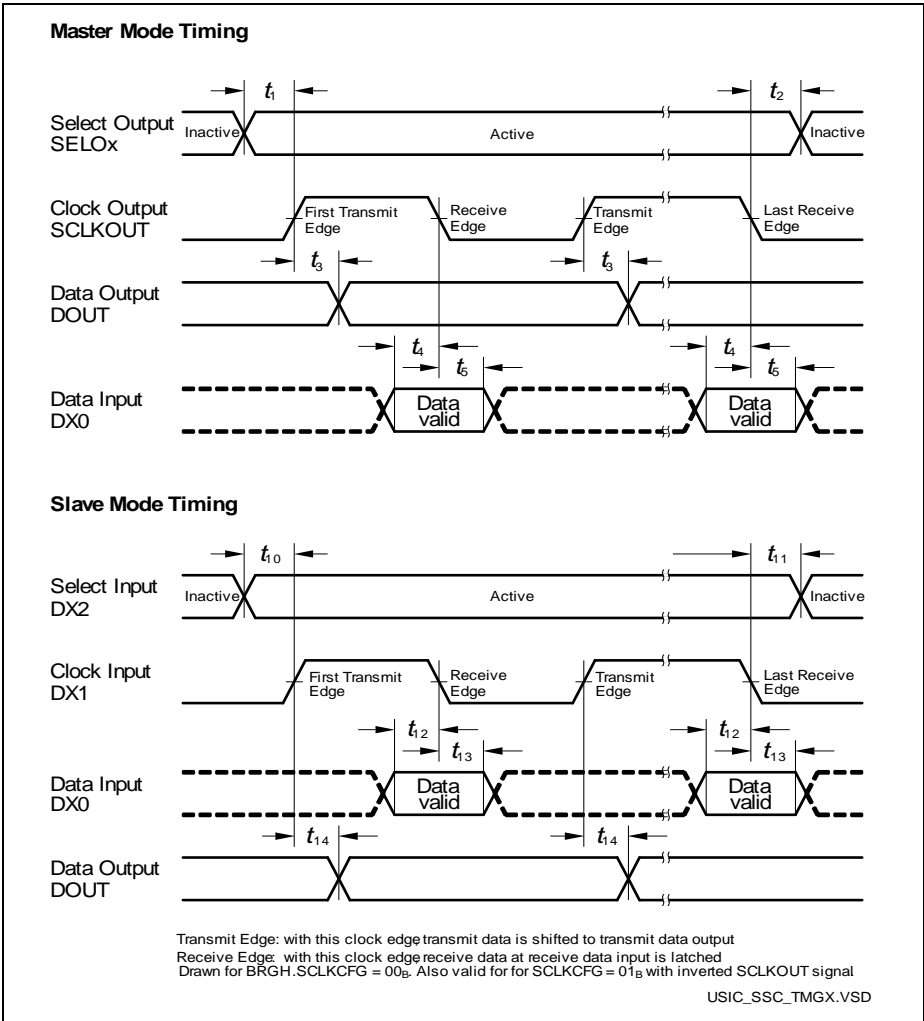 Master Mode Timing
t1
t2
Select Output
SELOx
Inactive
Active
Inactive
Clock Output
SCLKOUT
First Transmit
Edge
Receive
Edge
Transmit
Edge
Last Receive
Edge
t3
t3
Data Output
DOUT
t4
t5
t4
t5
Data Input
DX0
Data
valid
Data
valid
Slave Mode Timing
t10
t11
Select Input
DX2
Inactive
Active
Inactive
Clock Input
DX1
First Transmit
Edge
Receive
Edge
Transmit
Edge
Last Receive
Edge
t12
t13
t12
t13
Data Input
DX0
Data
valid
Data
valid
t14
t14
Data Output
DOUT
Transmit Edge: with this clock edge, transmit data is shifted to transmit data output
Receive Edge: with this clock edge, receive data at receive data input is latched
Drawn for BRGH.SCLKCFG = 00B. Also valid for for SCLKCFG = 01B with inverted SCLKOUT signal.
USIC_SSC_TMGX.VSD